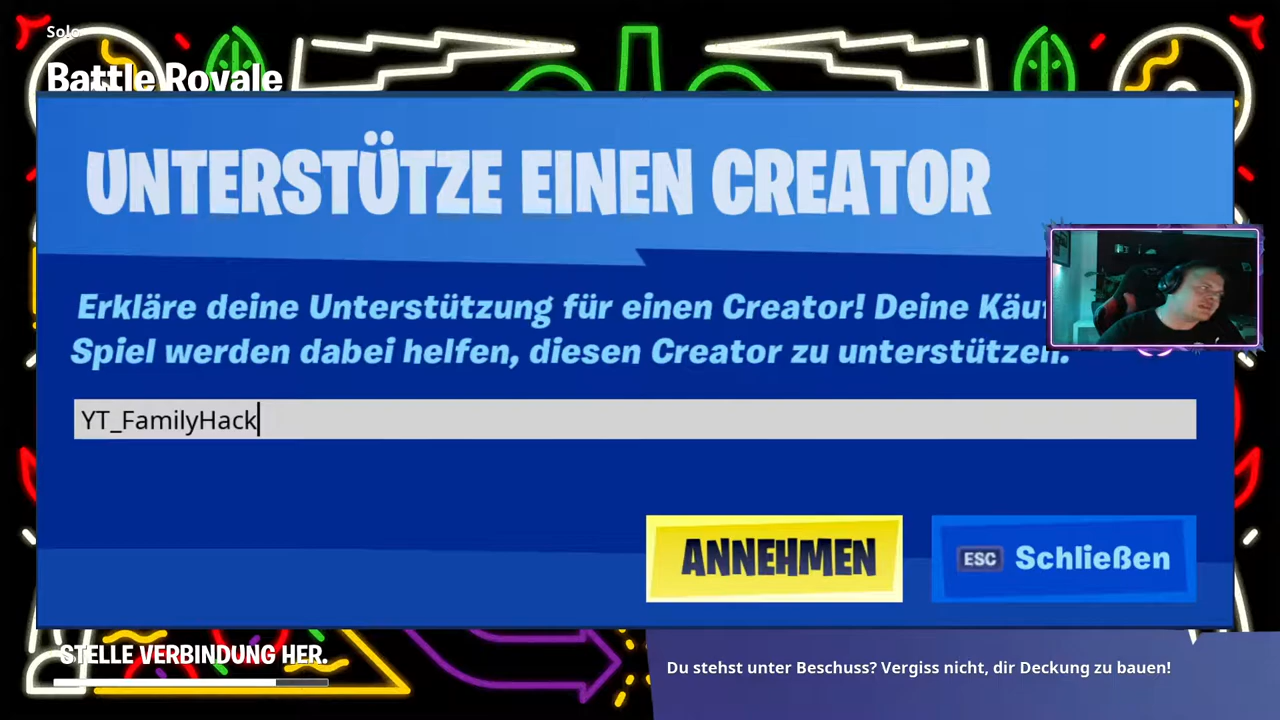 Solo
Battle Royale
UNTERSTÜTZE EINEN CREATOR
Erkläre deine Unterstützung für einen Creator! Deine
Spiel werden dabei helfen, diesen Creator zu unterstützen.
YT_FamilyHack
ANNEHMEN
ESC Schließen
STELLE VERBINDUNG HER.
Du stehst unter Beschuss? Vergiss nicht, dir Deckung zu bauen!